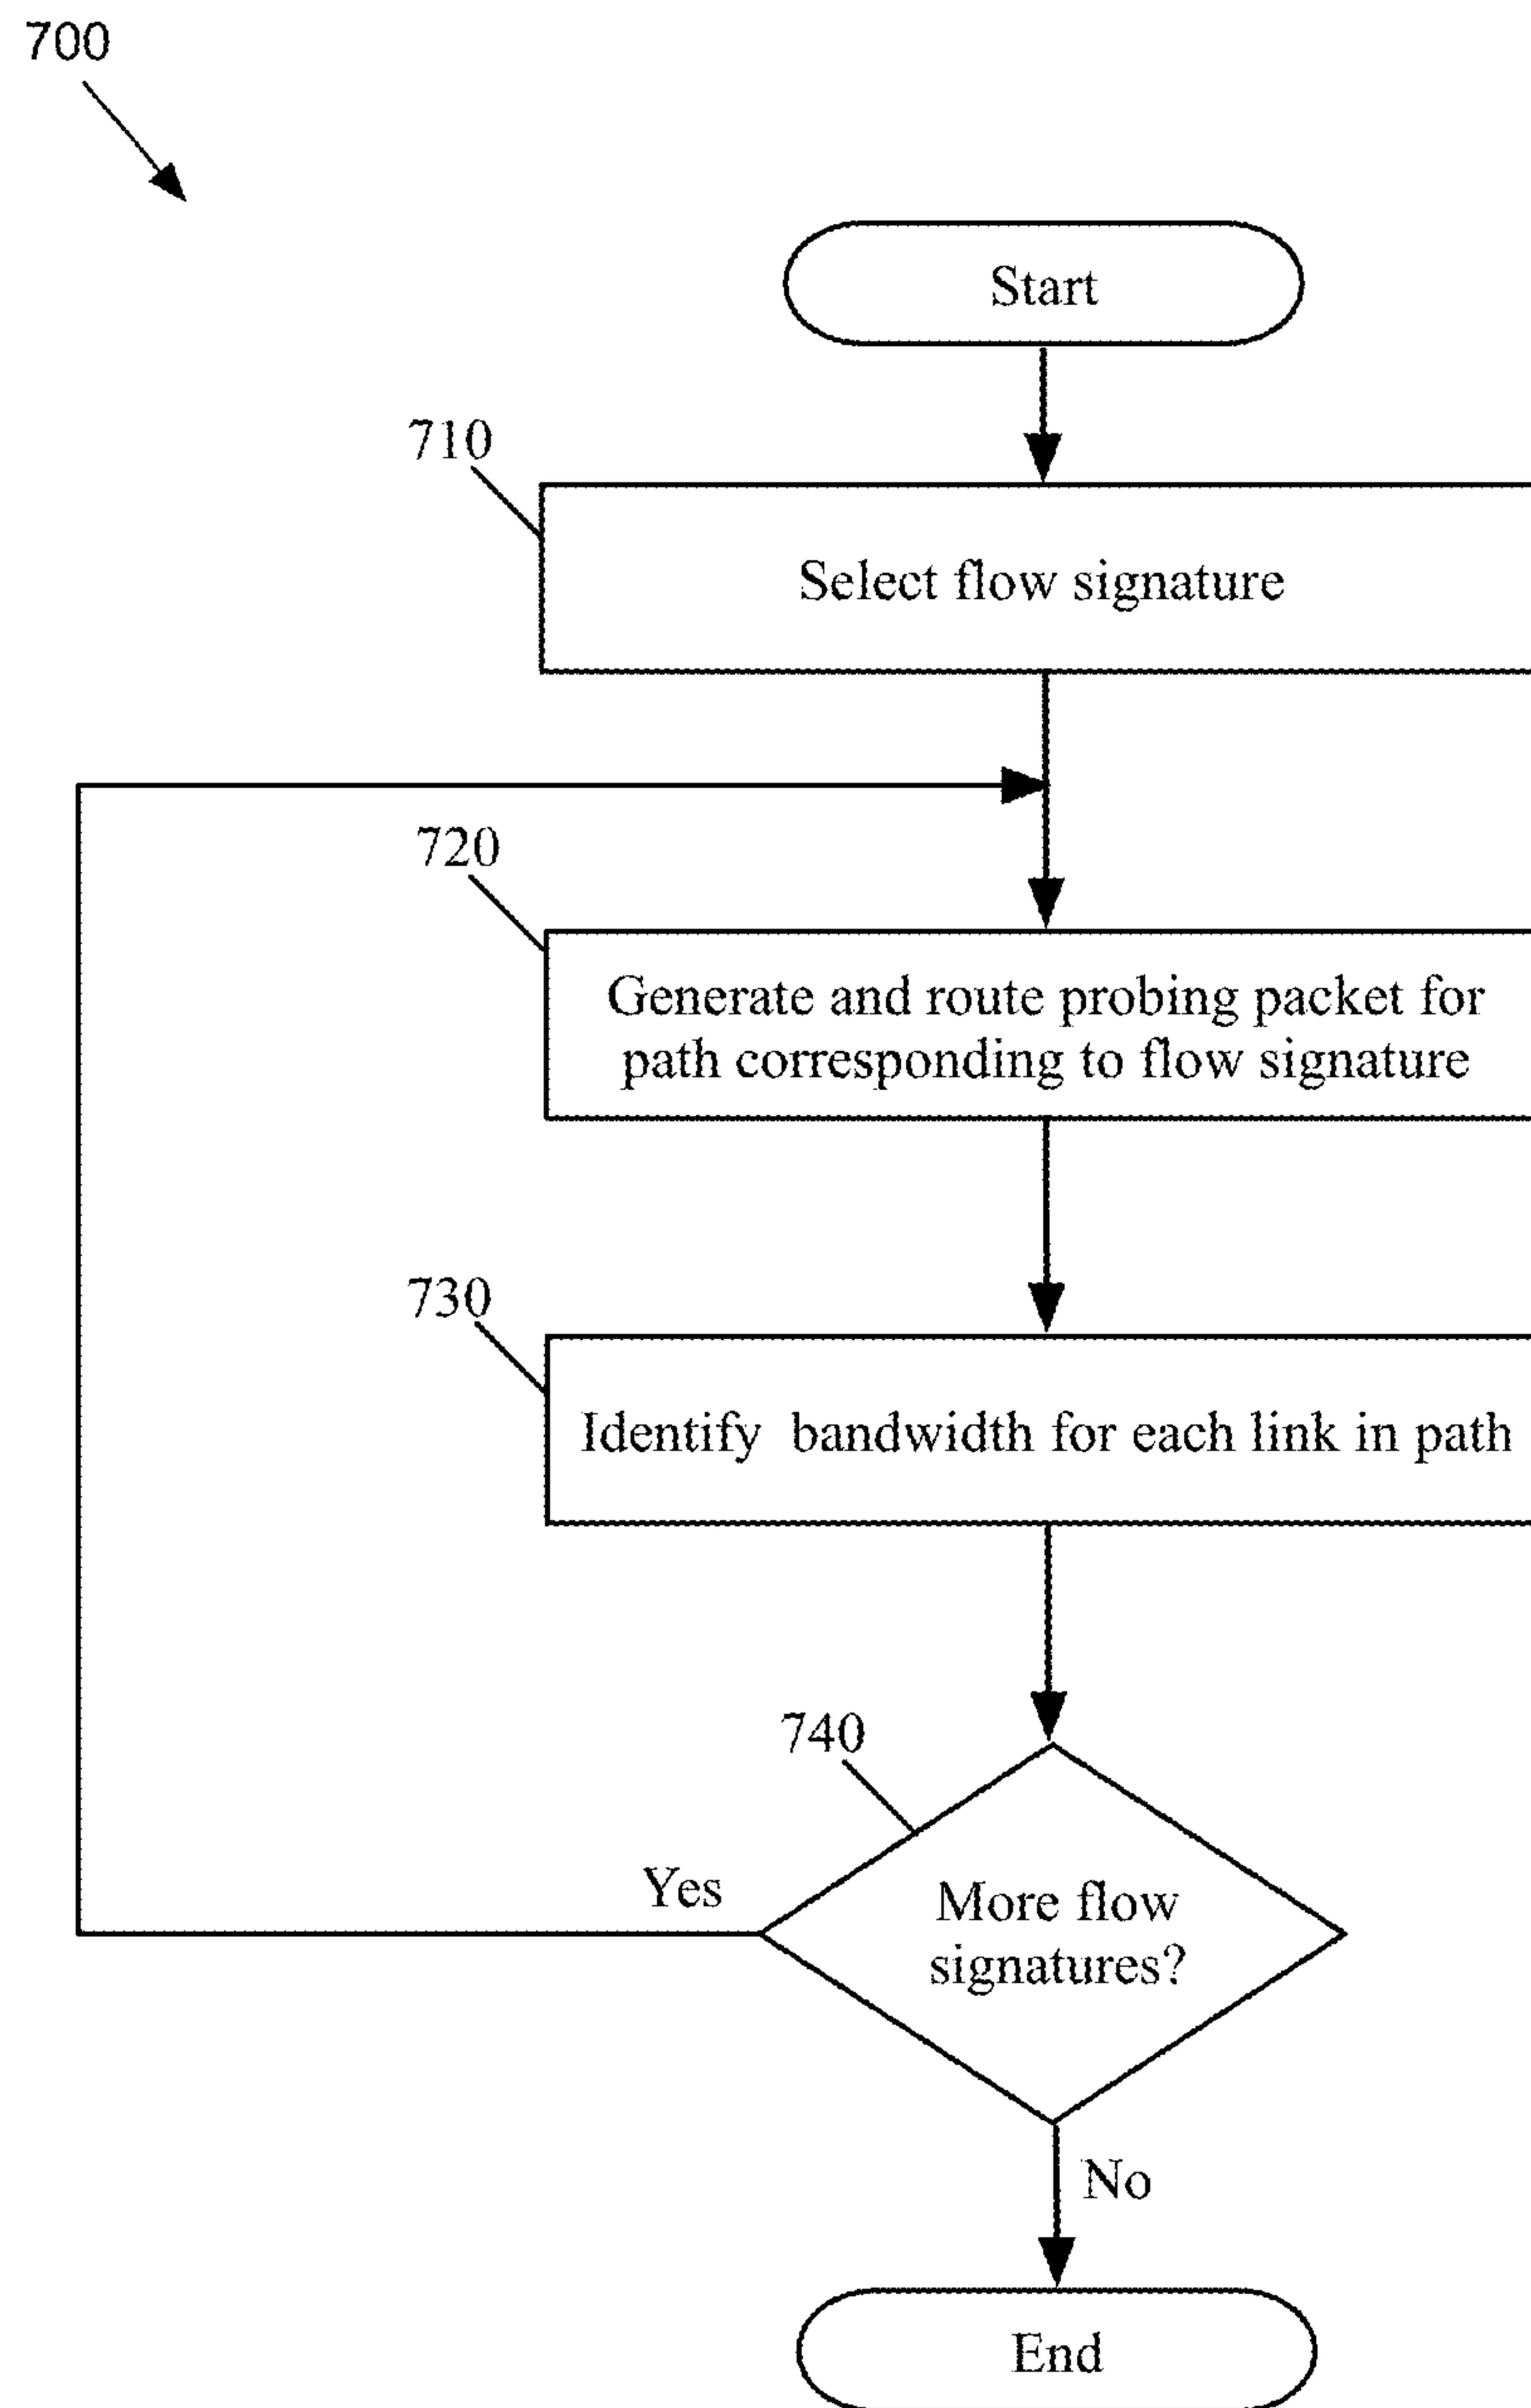 700
Start
710
Select flow signature
720
Generate and route probing packet for
path corresponding to flow signature
730
Identify bandwidth for each link in path
740
Yes
More flow
signatures?
No
End